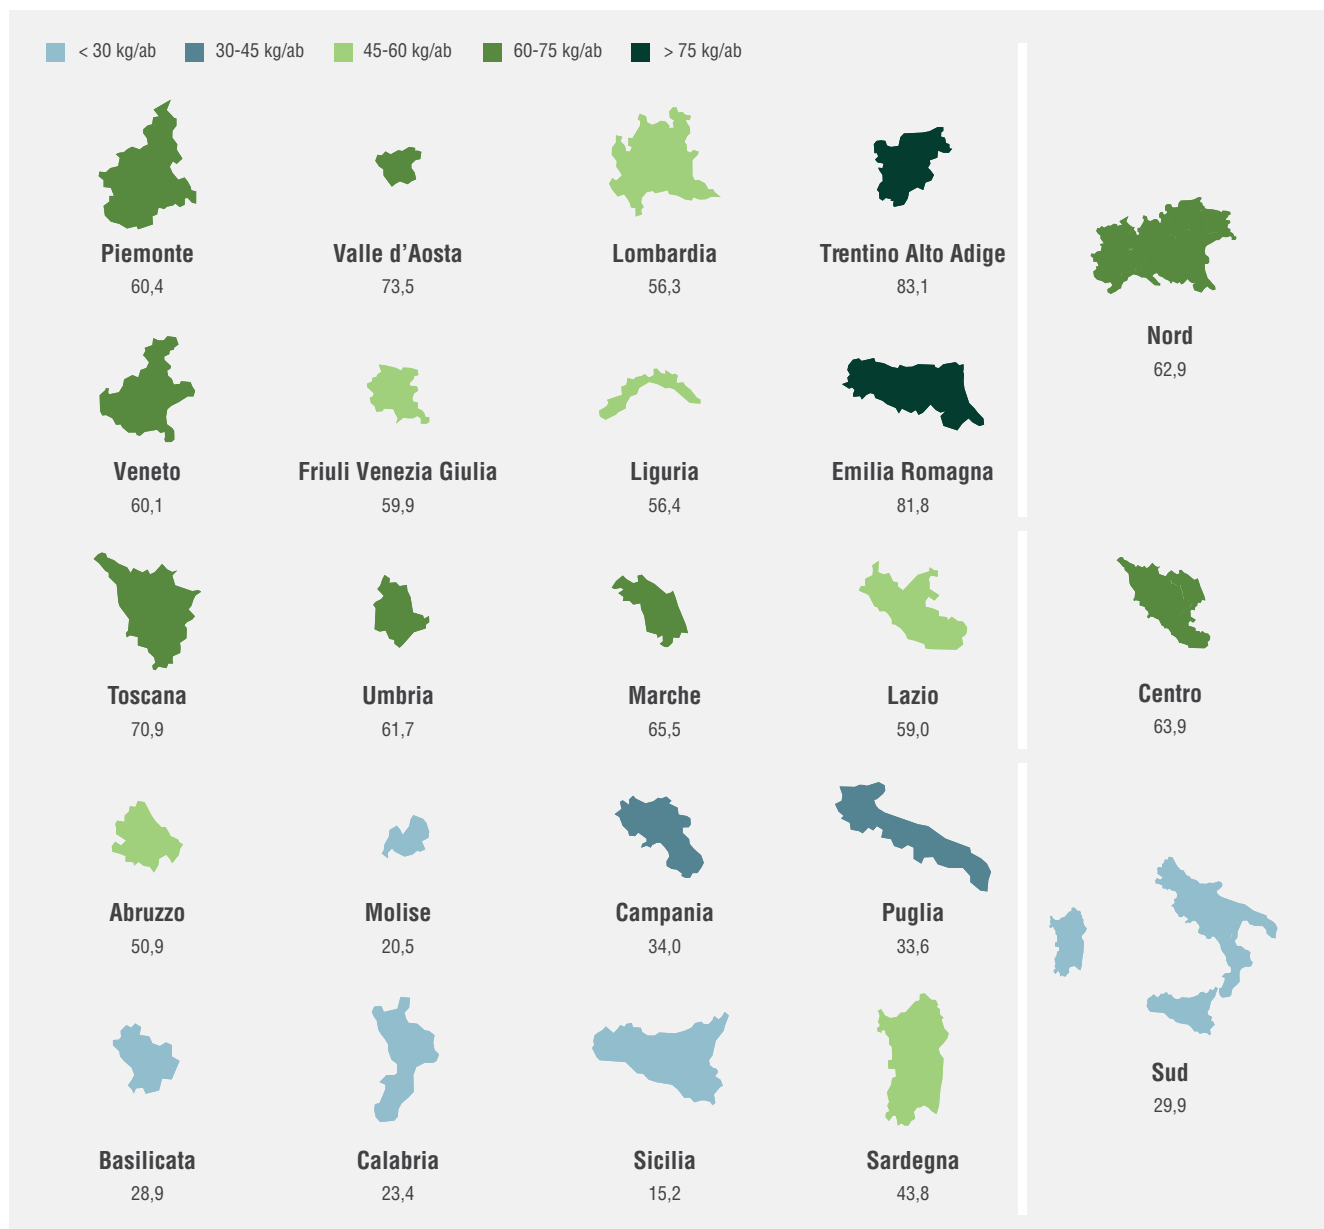 < 30 kg/ab 30-45 kg/ab 45-60 kg/ab 60-75 kg/ab > 75 kg/ab
Piemonte Valle d’Aosta Lombardia Trentino Alto Adige
60,4 73,5 56,3 83,1
Nord
62,9
Veneto Friuli Venezia Giulia Liguria Emilia Romagna
60,1 59,9 56,4 81,8
Toscana Umbria Marche Lazio Centro
70,9 61,7 65,5 59,0 63,9
Abruzzo Molise Campania Puglia
50,9 20,5 34,0 33,6
Sud
29,9
Basilicata Calabria Sicilia Sardegna
28,9 23,4 15,2 43,8